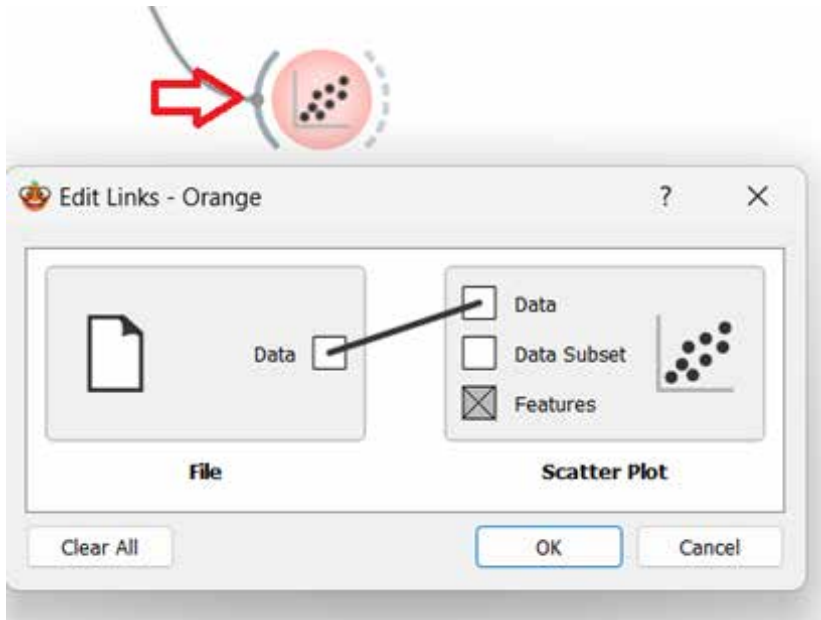 Edit Links - Orange ?
Data
Data
Data Subset
Features
File
Scatter Plot
Clear All OK Cancel